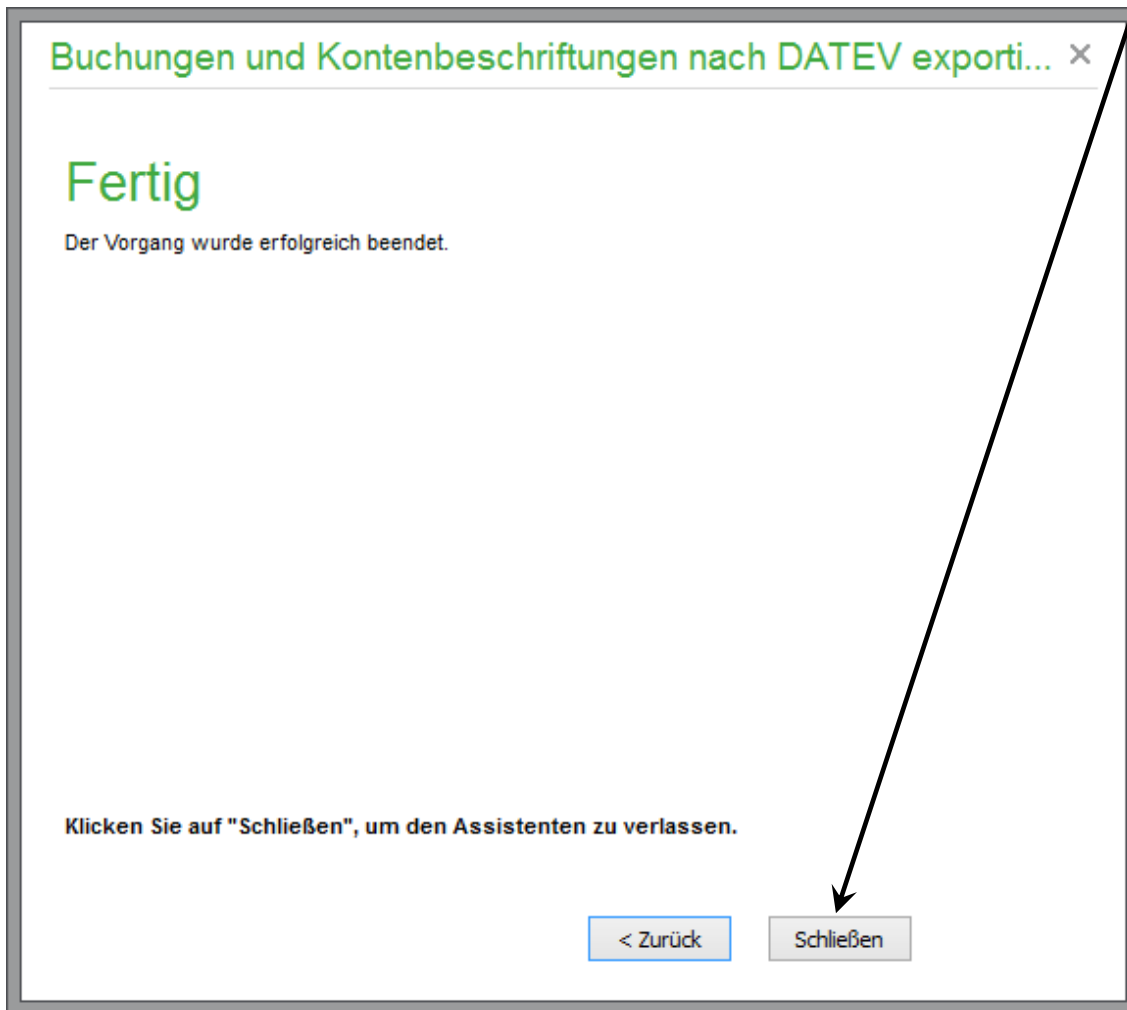 Buchungen und Kontenbeschriftungen nach DATEV exporti...
Fertig
Der Vorgang wurde erfolgreich beendet.
Klicken Sie auf "Schließen", um den Assistenten zu verlassen.
< Zurück
Schließen